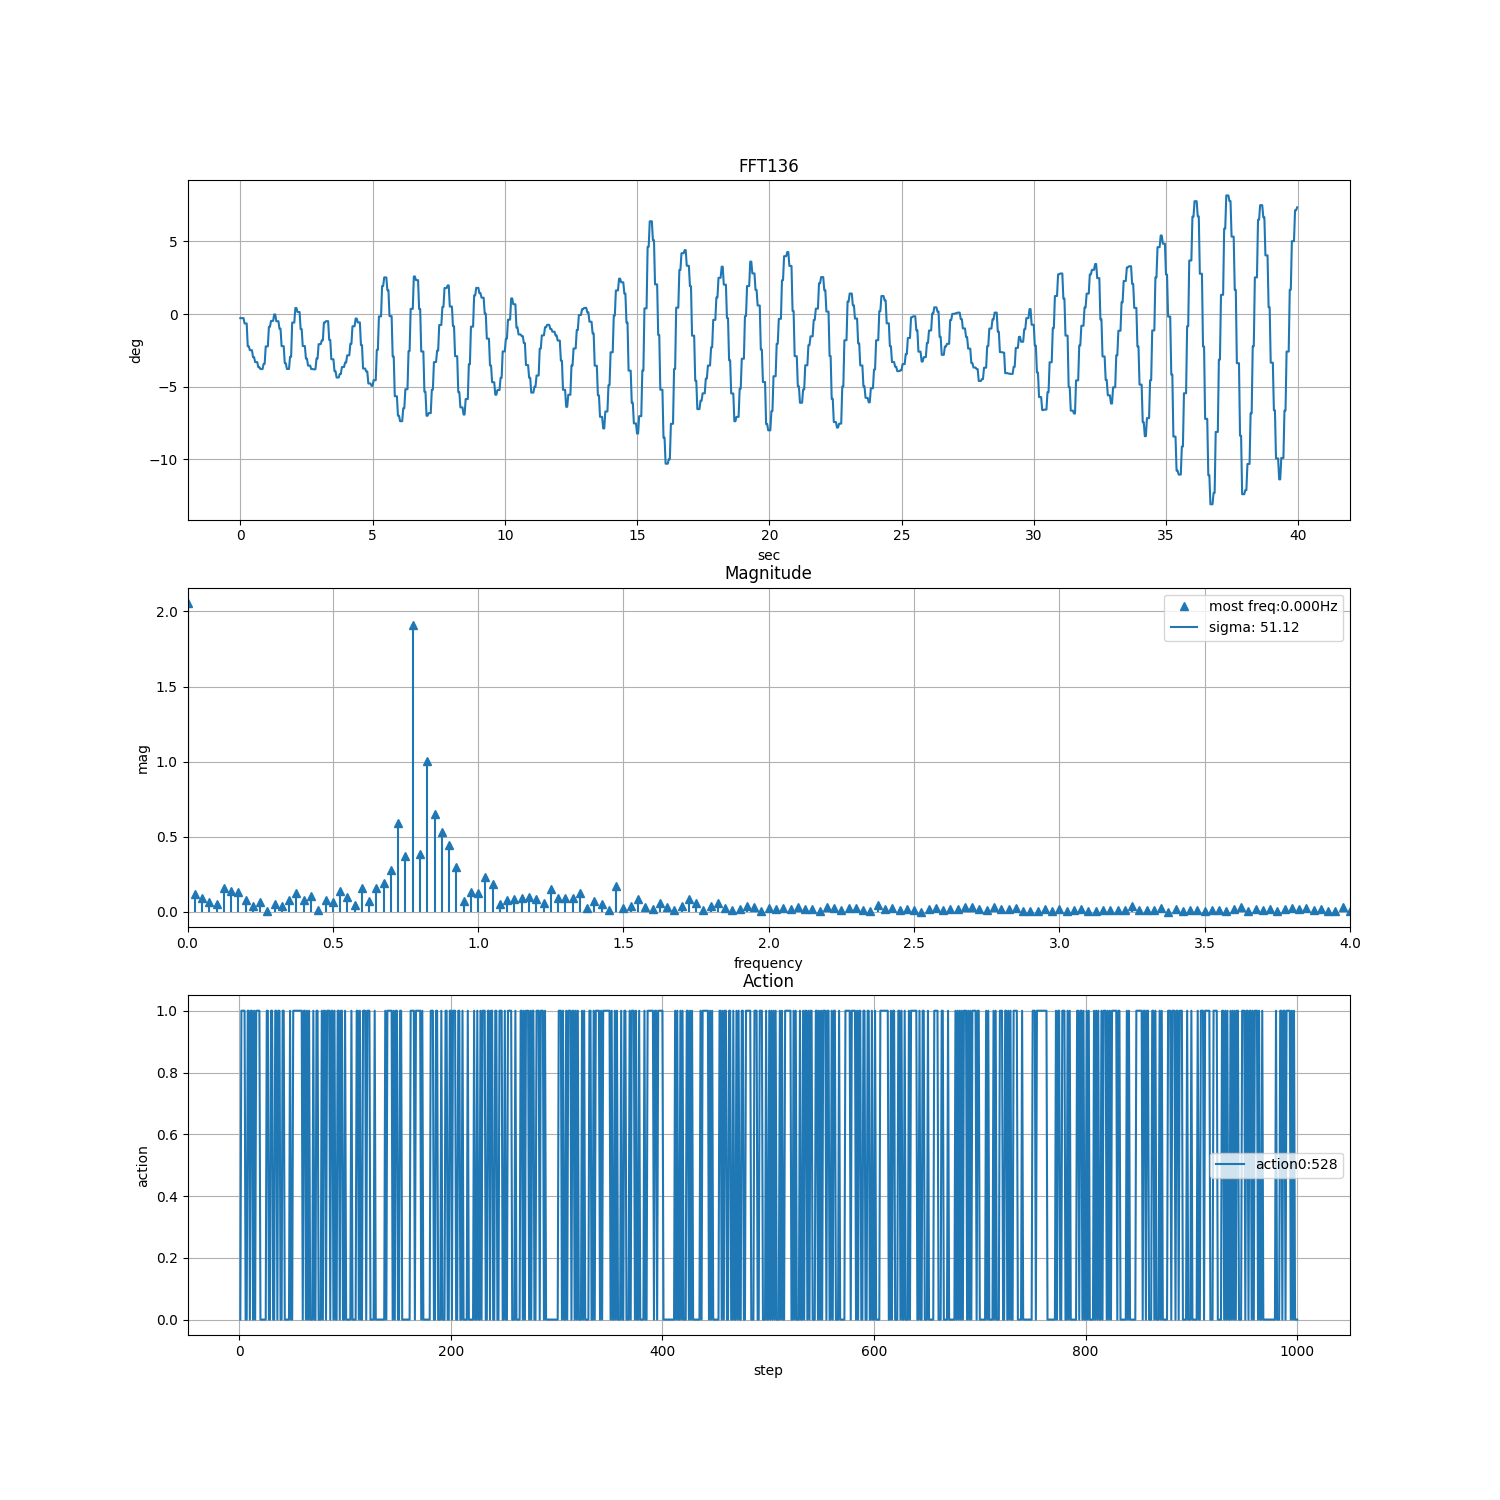 FFT136
5
0
−5
−10
deg
0 5 10 15 20 25 30 35 40
sec
Magnitude
2.0
1.5
1.0
0.5
0.0
mag
most freq:0.000Hz
sigma: 51.12
0.0 0.5 1.0 1.5 2.0 2.5 3.0 3.5 4.0
frequency
Action
1.0
0.8
0.6
0.4
0.2
0.0
action
action0:528
0 200 400 600 800 1000
step